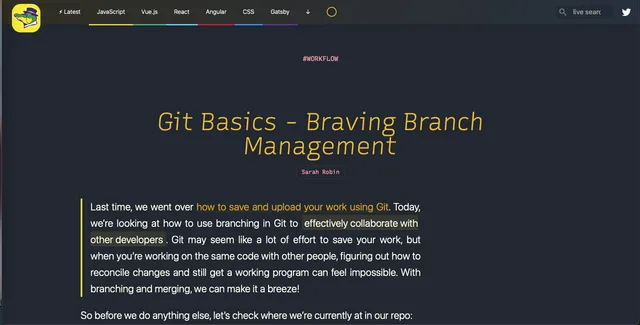 ⚡ Latest JavaScript Vue.js React Angular CSS Gatsby ↓ live searc
#WORKFLOW
Git Basics - Braving Branch
Management
Sarah Robin
Last time, we went over how to save and upload your work using Git. Today,
we're looking at how to use branching in Git to effectively collaborate with
other developers . Git may seem like a lot of effort to save your work, but
when you're working on the same code with other people, figuring out how to
reconcile changes and still get a working program can feel impossible. With
branching and merging, we can make it a breeze!
So before we do anything else, let's check where we're currently at in our repo: